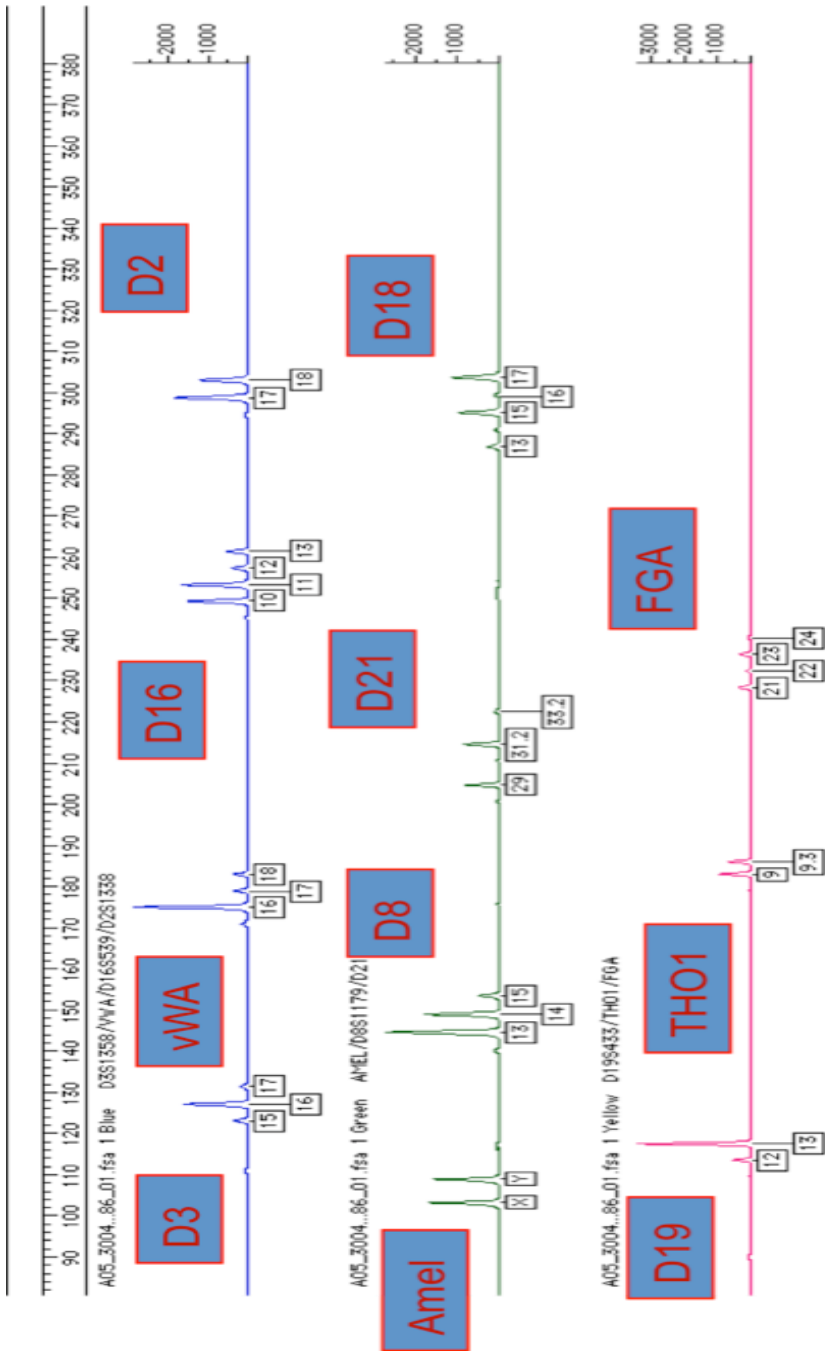 90 100 110 120 130 140 150 160 170 180 190 200 210 220 230 240 250 260 270 280 290 300 310 320 330 340 350 360 370 380
D3 vWA D16 D2
A05_3004...86_01.fsa 1 Blue D3S1358/VWA/D16S539/D2S1338
2000
1000
15 16 17 16 17 18 10 11 12 13 17 18
Amel D8 D21 D18
A05_3004...86_01.fsa 1 Green AMEL/D8S1179/D21
2000
1000
X Y 13 14 15 29 31.2 33.2 13 15 16 17
D19 THO1 FGA
A05_3004...86_01.fsa 1 Yellow D19S433/TH01/FGA
3000
2000
1000
12 13 9 9.3 21 22 23 24